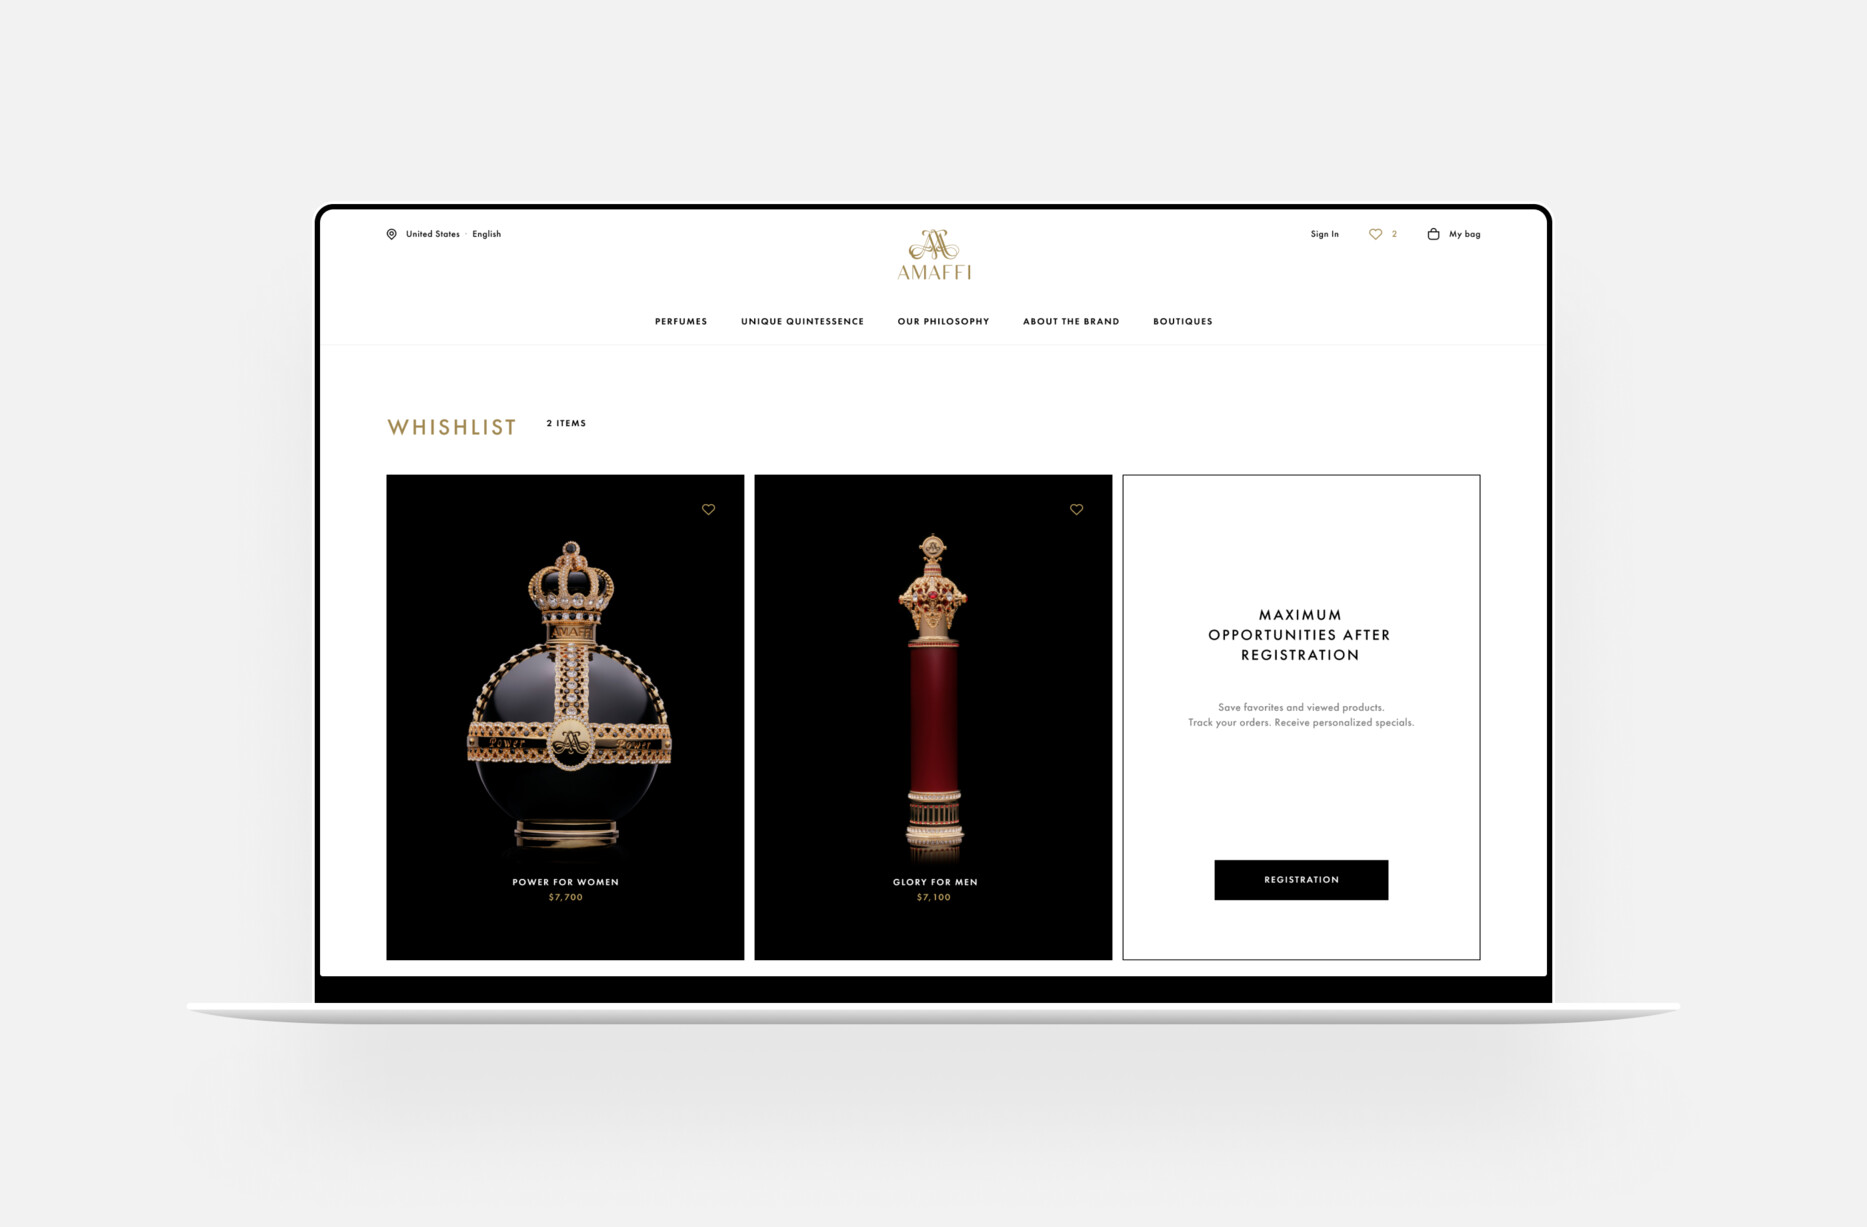 United States · English
AMAFFI
Sign In
2
My bag
PERFUMES
UNIQUE QUINTESSENCE
OUR PHILOSOPHY
ABOUT THE BRAND
BOUTIQUES
WHISHLIST
2 ITEMS
AMAFFI
Power
Power
POWER FOR WOMEN
$7,700
GLORY FOR MEN
$7,100
MAXIMUM
OPPORTUNITIES AFTER
REGISTRATION
Save favorites and viewed products.
Track your orders. Receive personalized specials.
REGISTRATION